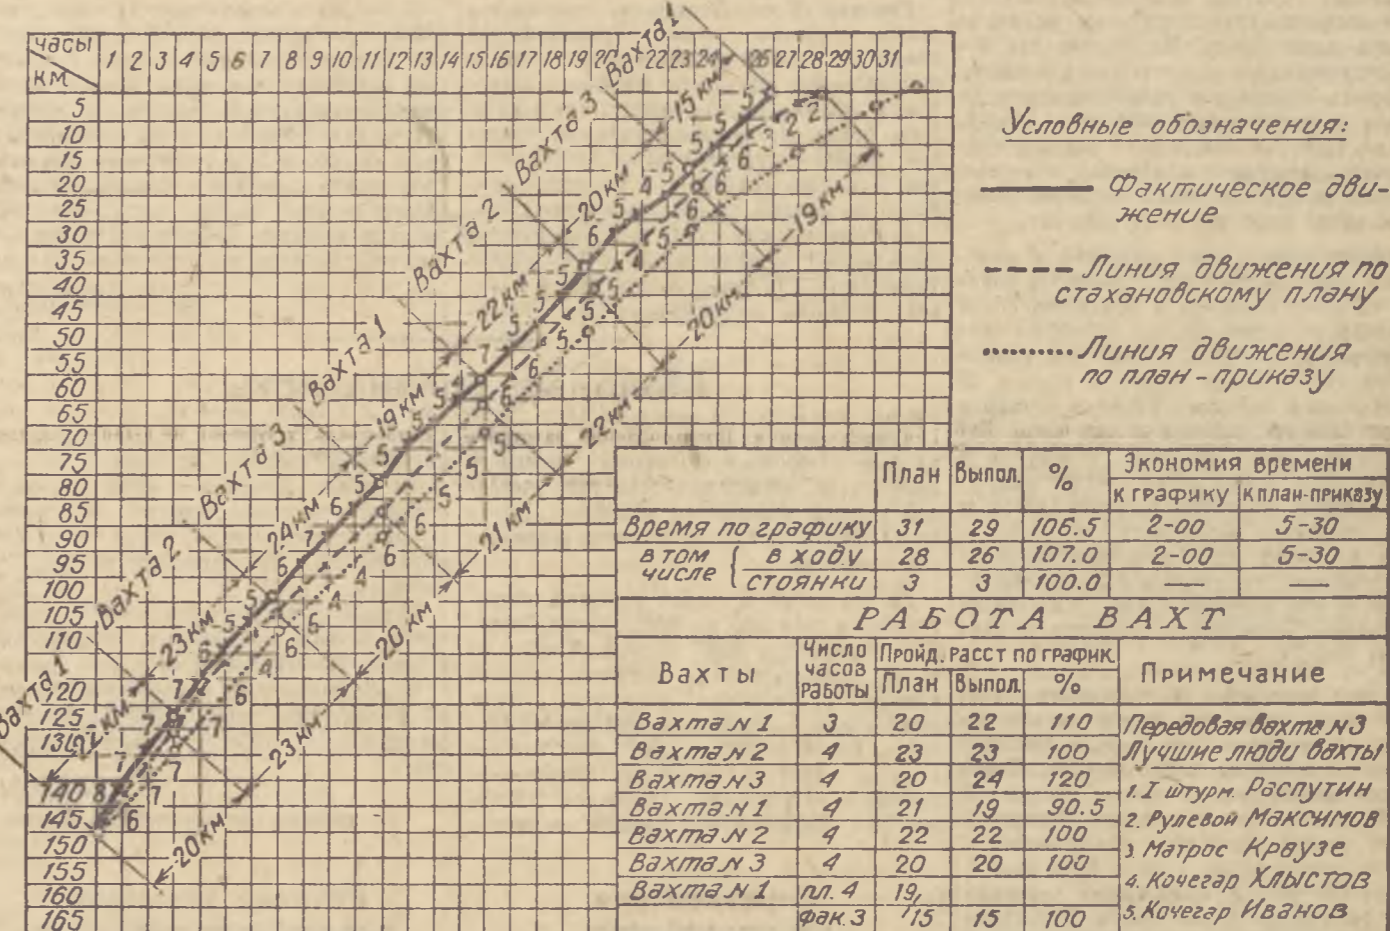 часы
км
1 2 3 4 5 6 7 8 9 10 11 12 13 14 15 16 17 18 19 20 22 23 24 26 27 28 29 30 31
5
10
15
20
25
30
35
40
45
50
55
60
65
70
75
80
85
90
95
100
105
110
120
125
130
140
145
150
155
160
165
Вахта 1
Вахта 2
Вахта 3
Вахта 1
Вахта 2
Вахта 3
Вахта 1
22 км
23 км
24 км
19 км
22 км
20 км
15 км
20 км
23 км
20 км
21 км
22 км
20 км
19 км
Условные обозначения:
Фактическое дви-
жение
Линия движения по
стахановскому плану
Линия движения
по план-приказу
План Выпол. % Экономия времени
к графику к план-приказу
Время по графику 31 29 106.5 2-00 5-30
в том числе { в ходу 28 26 107.0 2-00 5-30
стоянки 3 3 100.0 — —
РАБОТА ВАХТ
Вахты Число часов работы Пройд. расст по график. Примечание
План Выпол. %
Вахта N 1 3 20 22 110
Вахта N 2 4 23 23 100
Вахта N 3 4 20 24 120
Вахта N 1 4 21 19 90.5
Вахта N 2 4 22 22 100
Вахта N 3 4 20 20 100
Вахта N 1 пл. 4 19,
фак. 3 15 15 100
Передовая вахта N 3
Лучшие люди вахты
1. I штурм. Распутин
2. Рулевой Максимов
3. Матрос Краузе
4. Кочегар Хлыстов
5. Кочегар Иванов